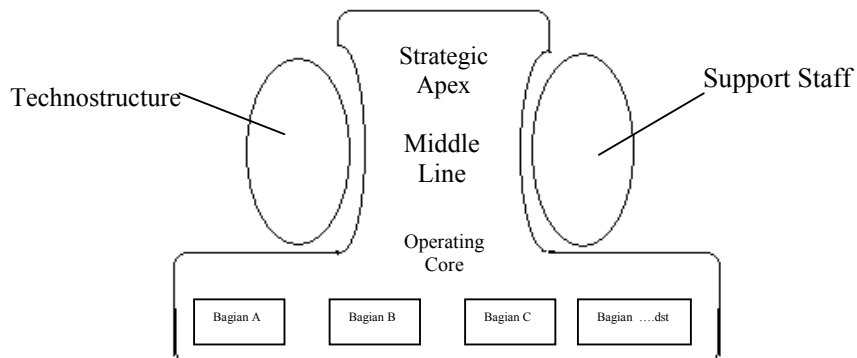 Strategic
Apex
Technostructure
Support Staff
Middle
Line
Operating
Core
Bagian A
Bagian B
Bagian C
Bagian ....dst